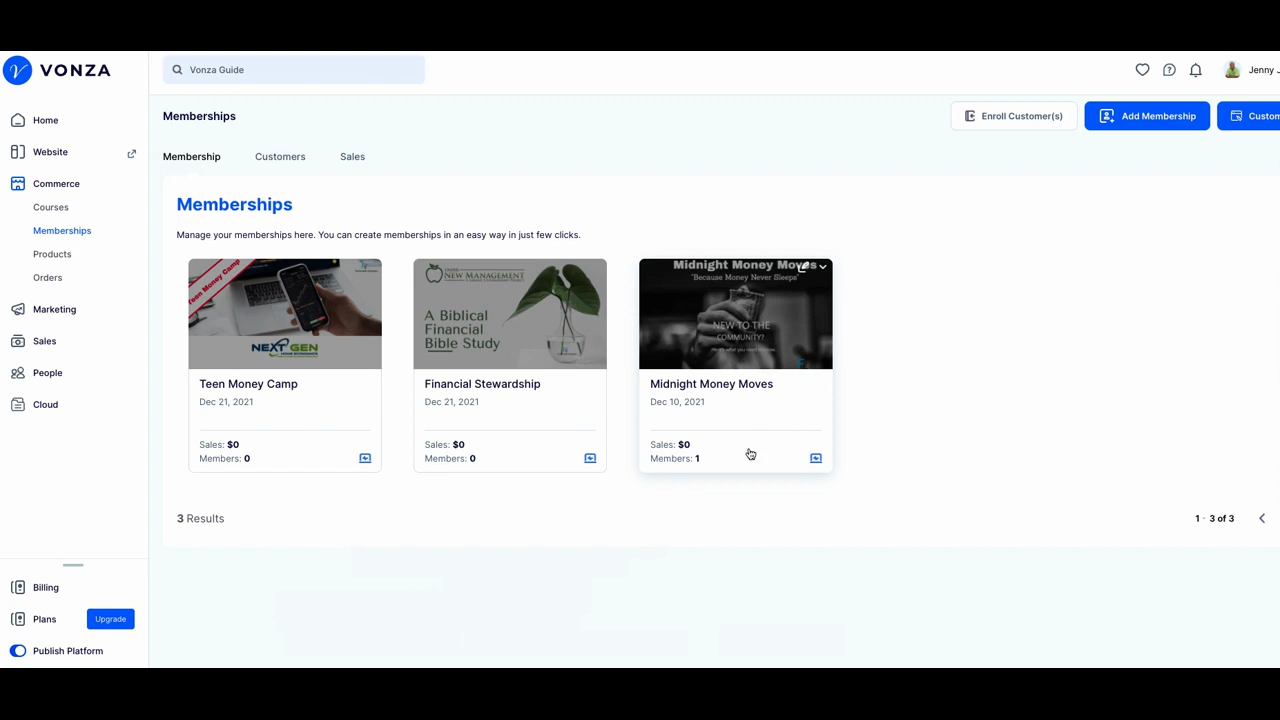 VONZA
Vonza Guide
Jenny J
Home
Website
Commerce
Courses
Memberships
Products
Orders
Marketing
Sales
People
Cloud
Billing
Plans
Upgrade
Publish Platform
Memberships
Enroll Customer(s)
Add Membership
Custom
Membership
Customers
Sales
Memberships
Manage your memberships here. You can create memberships in an easy way in just few clicks.
Teen Money Camp
NEXT GEN
Teen Money Camp
Dec 21, 2021
Sales: $0
Members: 0
NEW MANAGEMENT
A Biblical
Financial
Bible Study
Financial Stewardship
Dec 21, 2021
Sales: $0
Members: 0
Midnight Money Moves
"Because Money Never Sleeps"
NEW TO THE
COMMUNITY?
Midnight Money Moves
Dec 10, 2021
Sales: $0
Members: 1
3 Results
1 - 3 of 3